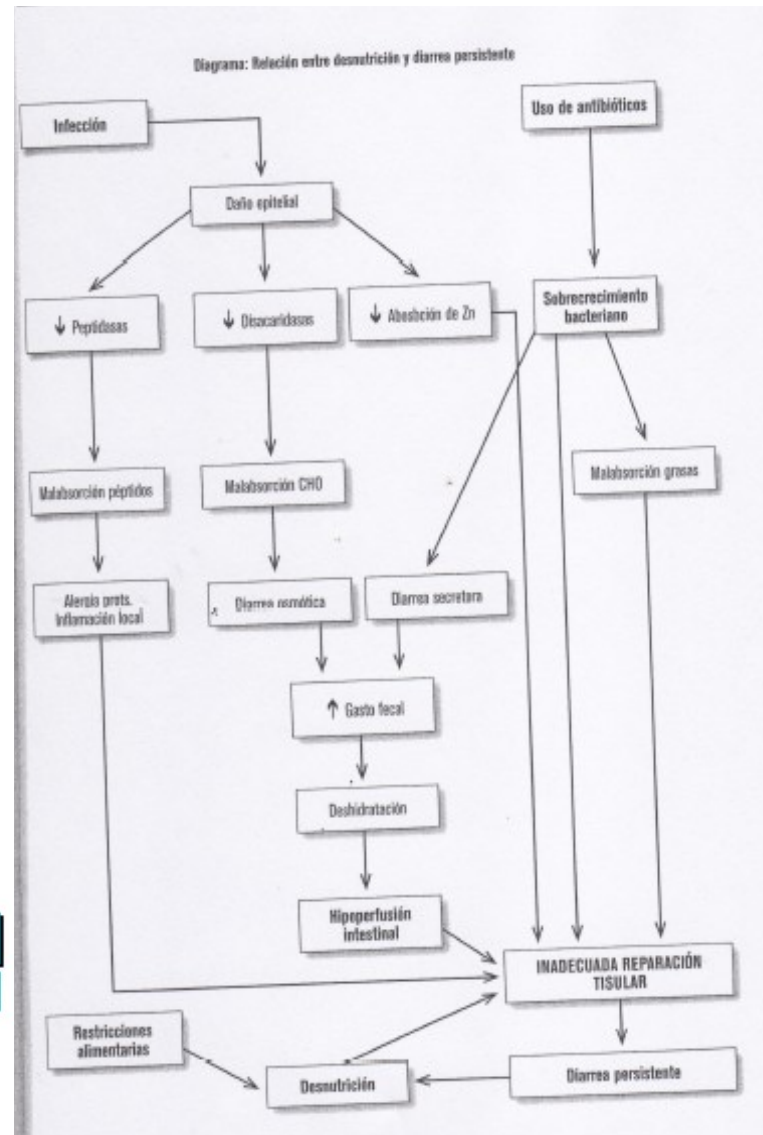 Diagrama: Releción entre desnutrición y diarrea persistente
Infección
Uso de antibióticos
Daño epitelial
↓ Peptidasas
↓ Disacaridasas
↓ Abosbción de Zn
Sobrecrecimiento
bacteriano
Malabsorción péptidos
Malabsorción CHO
Malabsorción grasas
Alergia prots.
Inflamación local
Diarrea osmótica
Diarrea secretora
↑ Gasto fecal
Deshidratación
Hipoperfusión
intestinal
INADECUADA REPARACIÓN
TISULAR
Restricciones
alimentarias
Desnutrición
Diarrea persistente